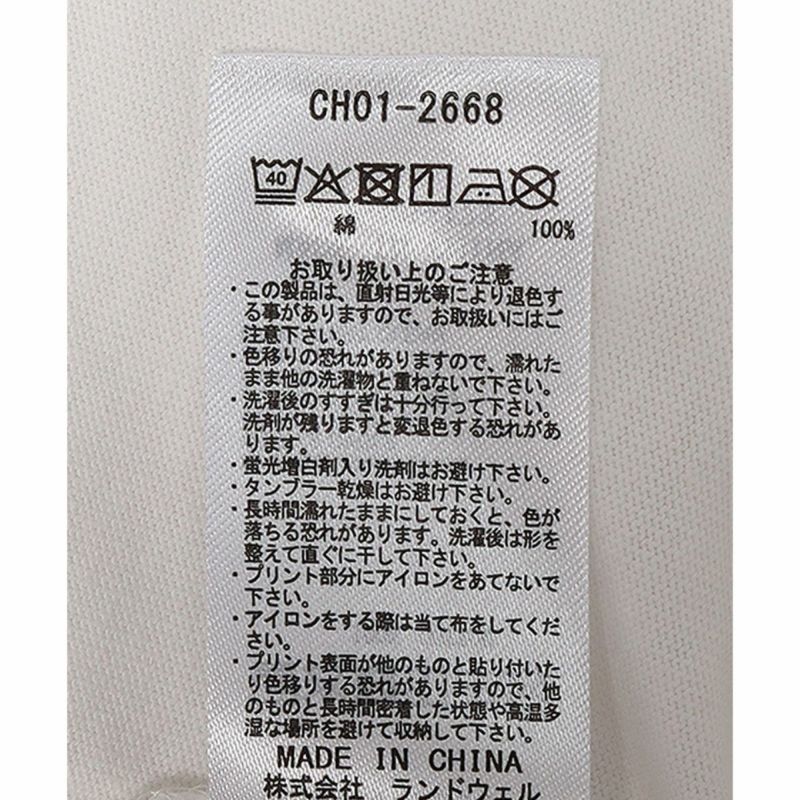 CH01-2668
40
綿 100%
お取り扱い上のご注意
・この製品は、直射日光等により退色す
る事がありますので、お取扱いにはご
注意下さい。
・色移りの恐れがありますので、濡れた
まま他の洗濯物と重ねないで下さい。
・洗濯後のすすぎは十分行って下さい。
洗剤が残りますと変退色する恐れがあ
ります。
・蛍光増白剤入り洗剤はお避け下さい。
・タンブラー乾燥はお避け下さい。
・長時間濡れたままにしておくと、色が
落ちる恐れがあります。洗濯後は形を
整えて直ぐに干して下さい。
・プリント部分にアイロンをあてないで
下さい。
・アイロンをする際は当て布をしてくだ
さい。
・プリント表面が他のものと貼り付いた
り色移りする恐れがありますので、他
のものと長時間密着した状態や高温多
湿な場所を避けて収納して下さい。
MADE IN CHINA
株式会社 ランドウェル